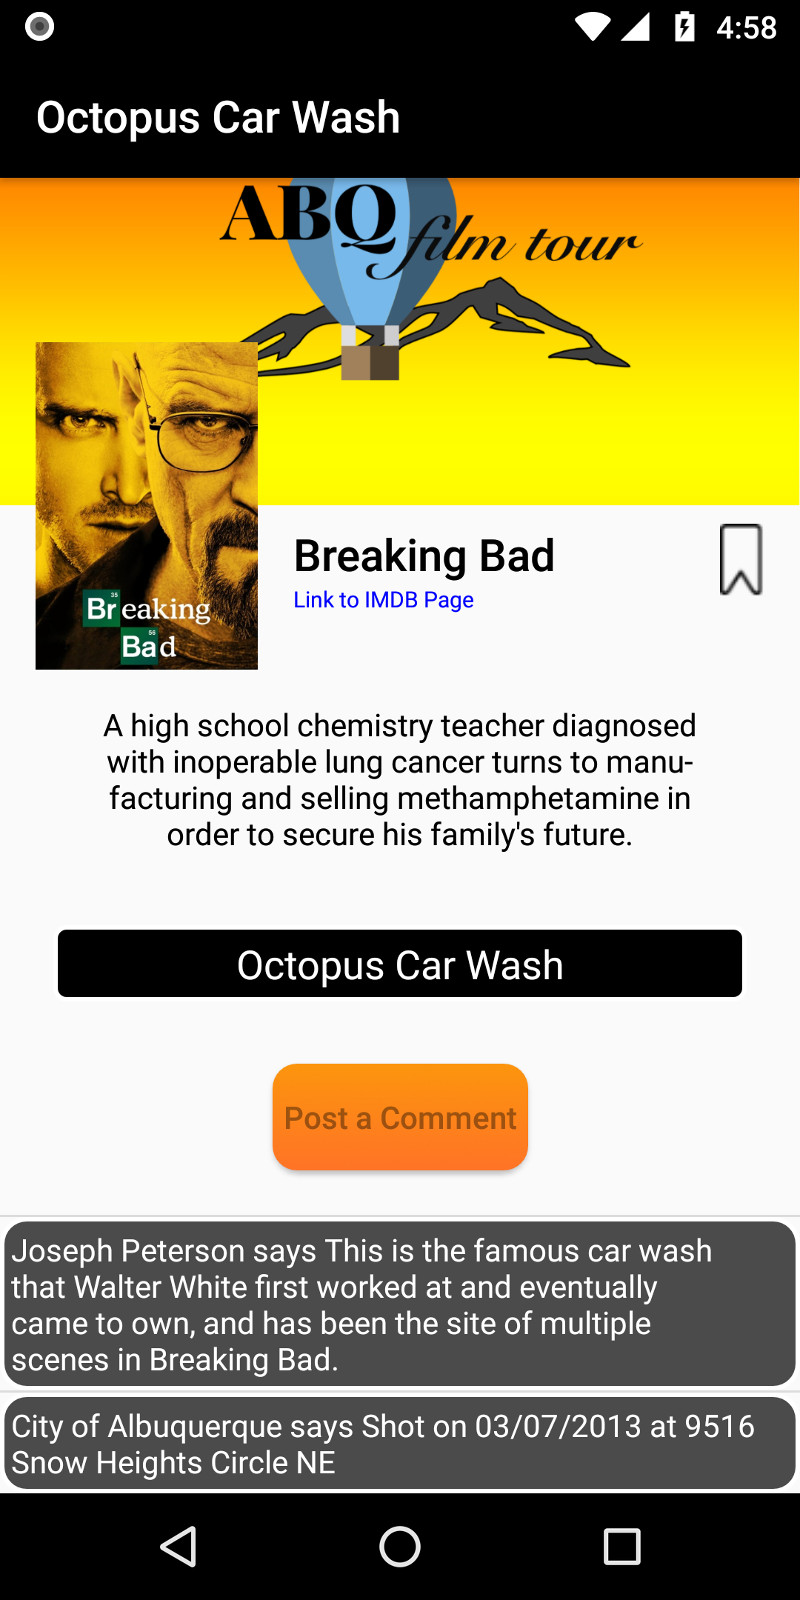 4:58
Octopus Car Wash
ABQ film tour
35
Breaking
56
Bad
Breaking Bad
Link to IMDB Page
A high school chemistry teacher diagnosed
with inoperable lung cancer turns to manu-
facturing and selling methamphetamine in
order to secure his family's future.
Octopus Car Wash
Post a Comment
Joseph Peterson says This is the famous car wash
that Walter White first worked at and eventually
came to own, and has been the site of multiple
scenes in Breaking Bad.
City of Albuquerque says Shot on 03/07/2013 at 9516
Snow Heights Circle NE